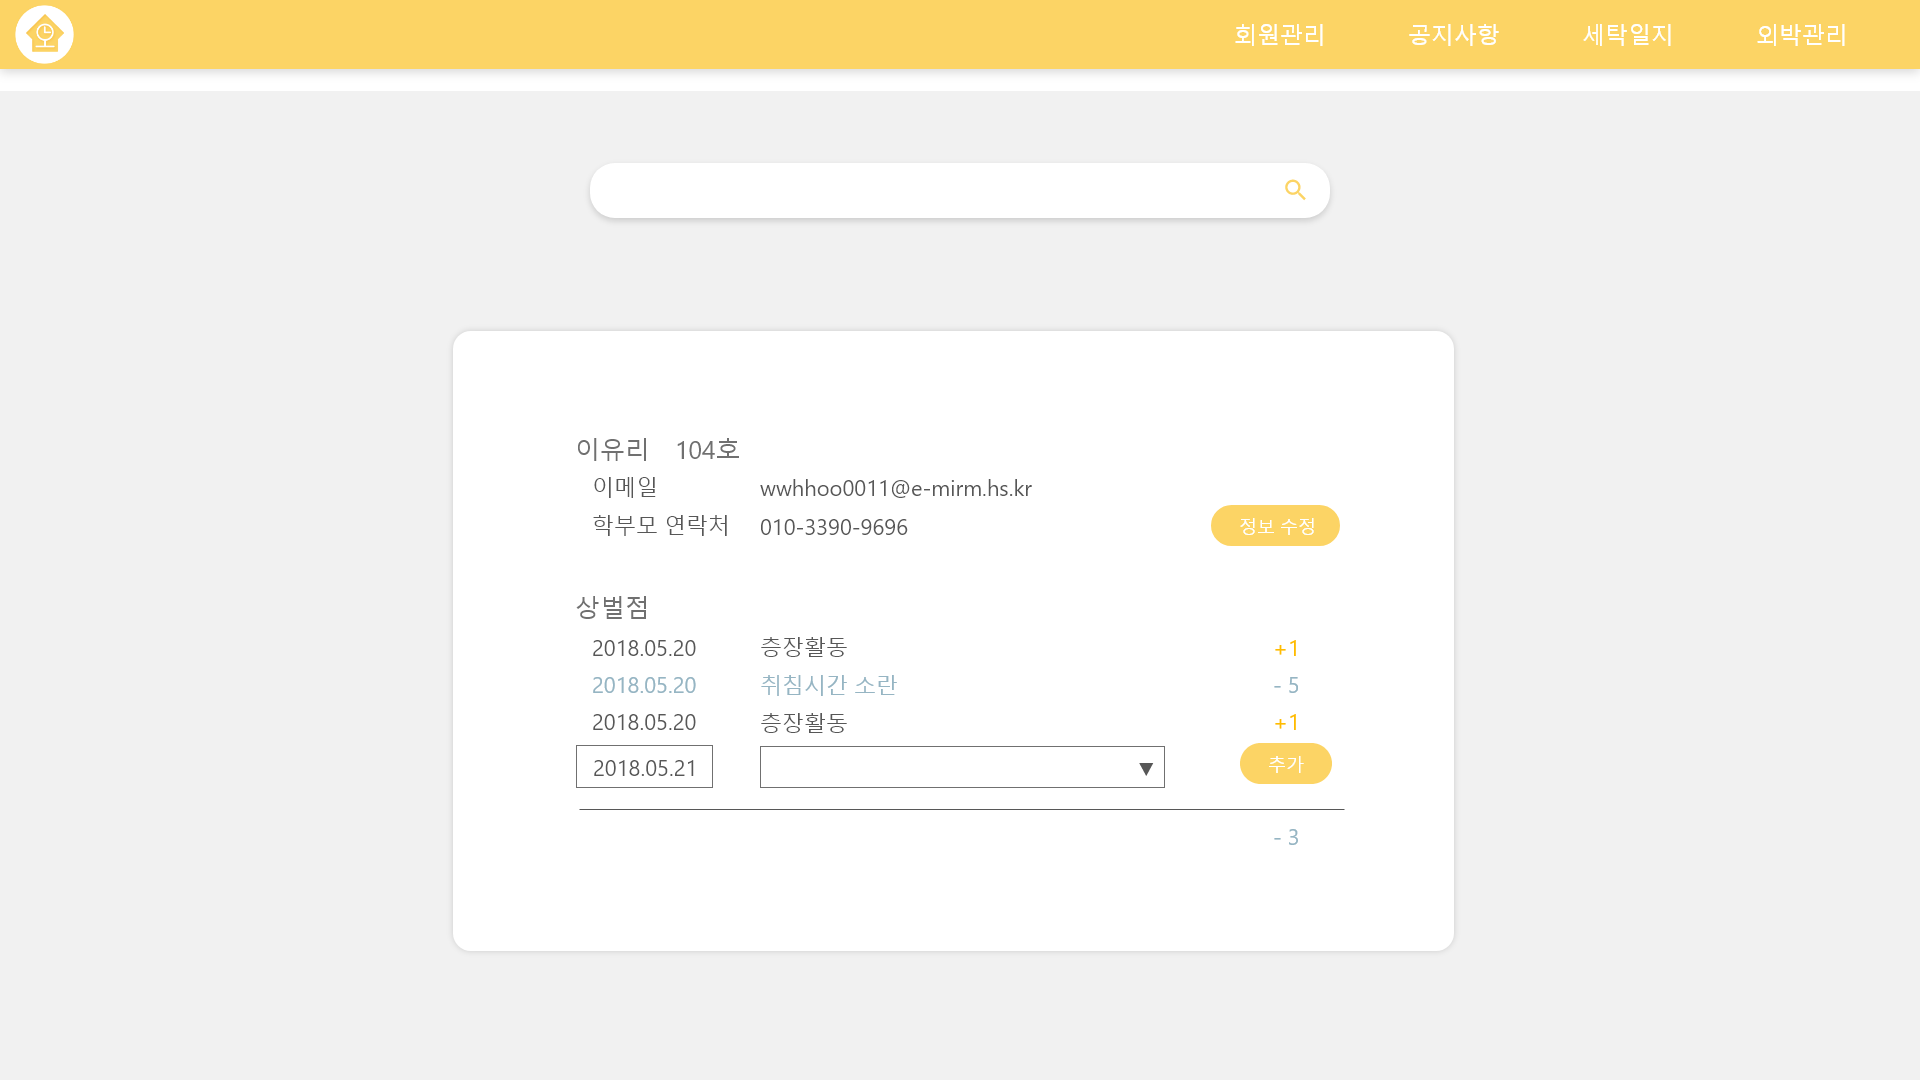 회원관리 공지사항 세탁일지 외박관리
이유리 104호
이메일 wwhhoo0011@e-mirm.hs.kr
학부모 연락처 010-3390-9696 정보 수정
상벌점
2018.05.20 층장활동 +1
2018.05.20 취침시간 소란 - 5
2018.05.20 층장활동 +1
2018.05.21 ▼ 추가
- 3